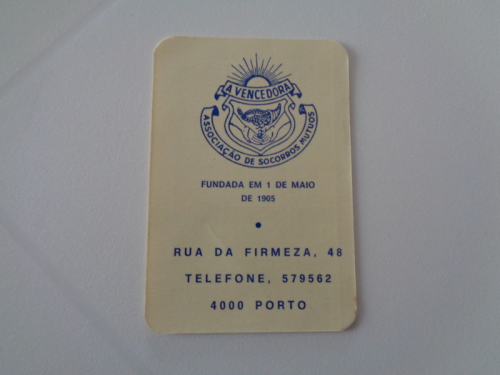 A VENCEDORA
ASSOCIAÇÃO DE SOCORROS MUTUOS
FUNDADA EM 1 DE MAIO
DE 1905
RUA DA FIRMEZA, 48
TELEFONE, 579562
4000 PORTO